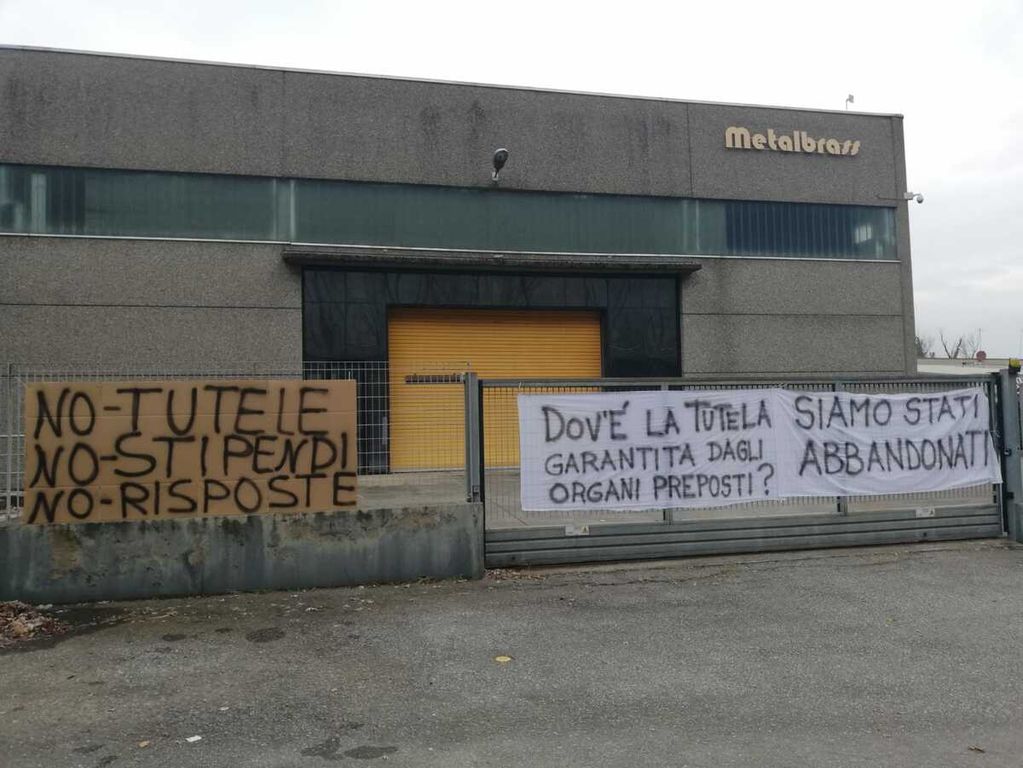 Metalbrass
NO-TUTELE
NO-STIPENDI
NO-RISPOSTE
DOV'É LA TUTELA
GARANTITA DAGLI
ORGANI PREPOSTI?
SIAMO STATI
ABBANDONATI